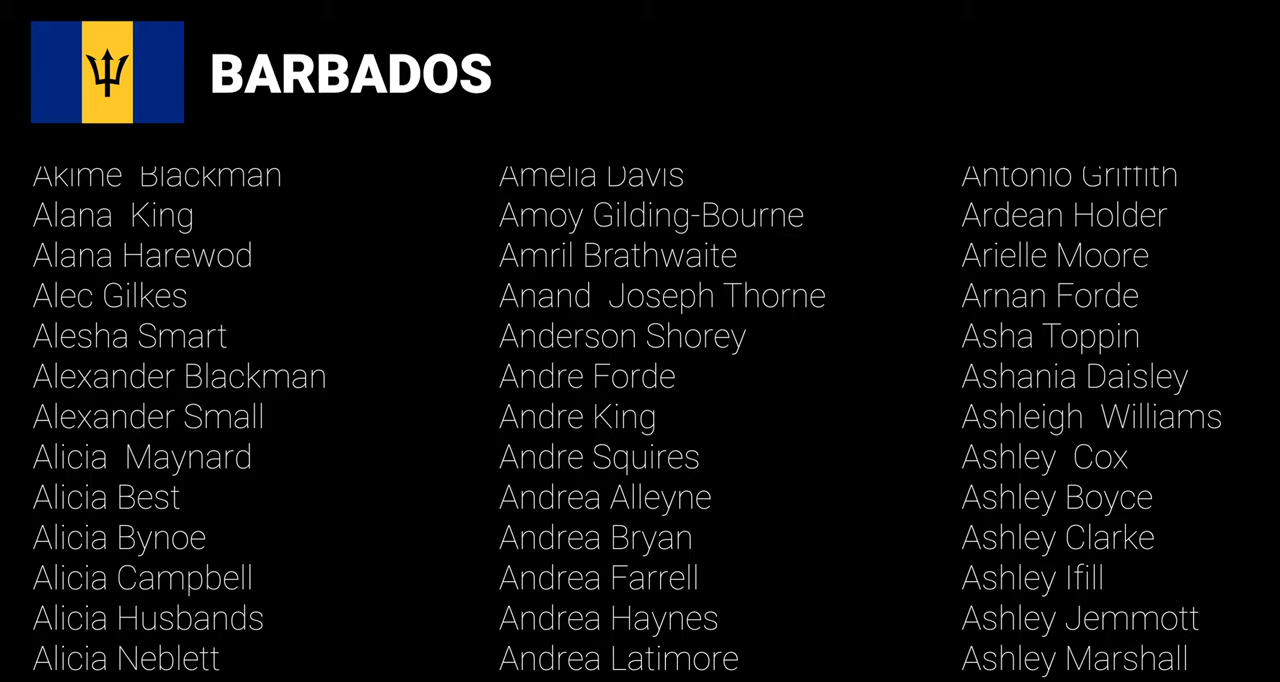 BARBADOS
Akime  Blackman
Alana  King
Alana Harewod
Alec Gilkes
Alesha Smart
Alexander Blackman
Alexander Small
Alicia  Maynard
Alicia Best
Alicia Bynoe
Alicia Campbell
Alicia Husbands
Alicia Neblett
Amelia Davis
Amoy Gilding-Bourne
Amril Brathwaite
Anand  Joseph Thorne
Anderson Shorey
Andre Forde
Andre King
Andre Squires
Andrea Alleyne
Andrea Bryan
Andrea Farrell
Andrea Haynes
Andrea Latimore
Antonio Griffith
Ardean Holder
Arielle Moore
Arnan Forde
Asha Toppin
Ashania Daisley
Ashleigh  Williams
Ashley  Cox
Ashley Boyce
Ashley Clarke
Ashley Ifill
Ashley Jemmott
Ashley Marshall